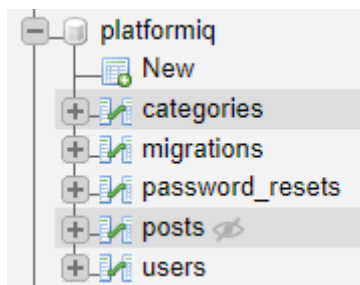 platformiq
New
categories
migrations
password_resets
posts
users